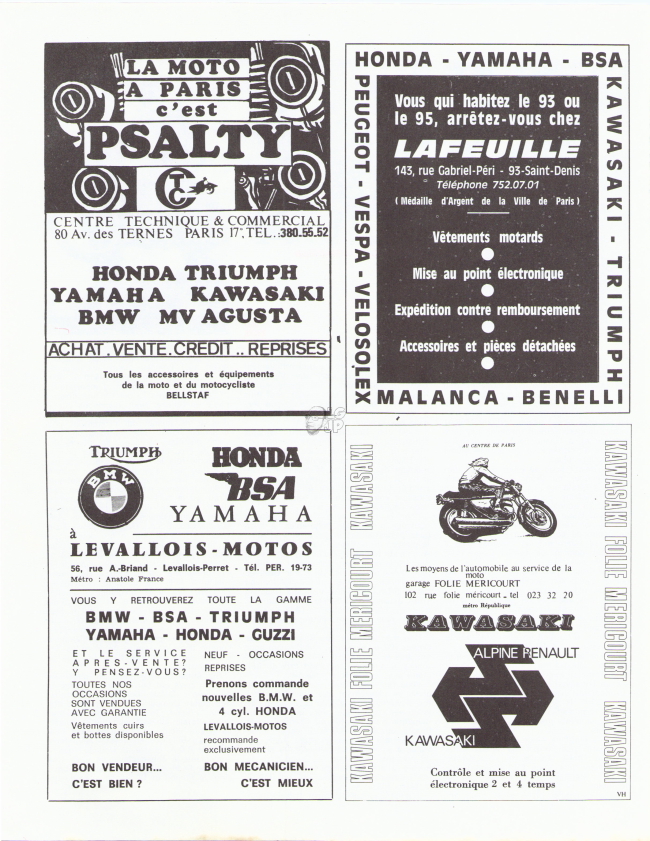 LA MOTO
A PARIS
c'est
PSALTY
CTC
CENTRE TECHNIQUE & COMMERCIAL
80 Av. des TERNES PARIS 17e, TEL.:380.55.52
HONDA TRIUMPH
YAMAHA KAWASAKI
BMW MV AGUSTA
ACHAT.VENTE.CREDIT..REPRISES
Tous les accessoires et équipements
de la moto et du motocycliste
BELLSTAF
HONDA - YAMAHA - BSA
KAWASAKI - TRIUMPH
PEUGEOT - VESPA - VELOSOLEX
MALANCA - BENELLI
Vous qui habitez le 93 ou
le 95, arrêtez-vous chez
LAFEUILLE
143, rue Gabriel-Péri - 93-Saint-Denis
Téléphone 752.07.01
(Médaille d'Argent de la Ville de Paris)
Vêtements motards
Mise au point électronique
Expédition contre remboursement
Accessoires et pièces détachées
TRIUMPH
BMW
HONDA
BSA
YAMAHA
à
LEVALLOIS-MOTOS
56, rue A.-Briand - Levallois-Perret - Tél. PER. 19-73
Métro : Anatole France
VOUS Y RETROUVEREZ TOUTE LA GAMME
BMW - BSA - TRIUMPH
YAMAHA - HONDA - GUZZI
ET LE SERVICE
APRES-VENTE?
Y PENSEZ-VOUS?
TOUTES NOS
OCCASIONS
SONT VENDUES
AVEC GARANTIE
Vêtements cuirs
et bottes disponibles
BON VENDEUR...
C'EST BIEN ?
NEUF - OCCASIONS
REPRISES
Prenons commande
nouvelles B.M.W. et
4 cyl. HONDA
LEVALLOIS-MOTOS
recommande
exclusivement
BON MECANICIEN...
C'EST MIEUX
KAWASAKI FOLIE MERICOURT KAWASAKI
AU CENTRE DE PARIS
Les moyens de l'automobile au service de la
moto
garage FOLIE MERICOURT
102 rue folie méricourt - tel 023 32 20
métro République
KAWASAKI
ALPINE RENAULT
KAWASAKI
Contrôle et mise au point
électronique 2 et 4 temps
KAWASAKI FOLIE MERICOURT KAWASAKI
VH